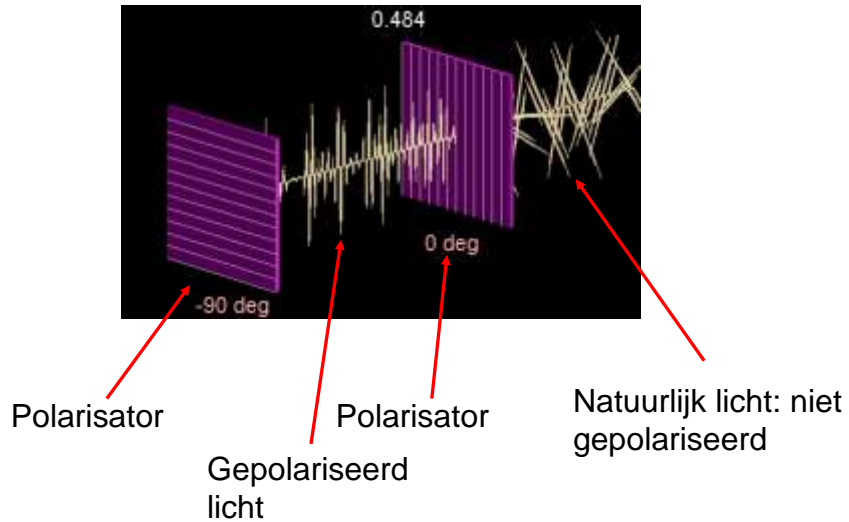 0.484
0 deg
-90 deg
Polarisator
Polarisator
Natuurlijk licht: niet
gepolariseerd
Gepolariseerd
licht